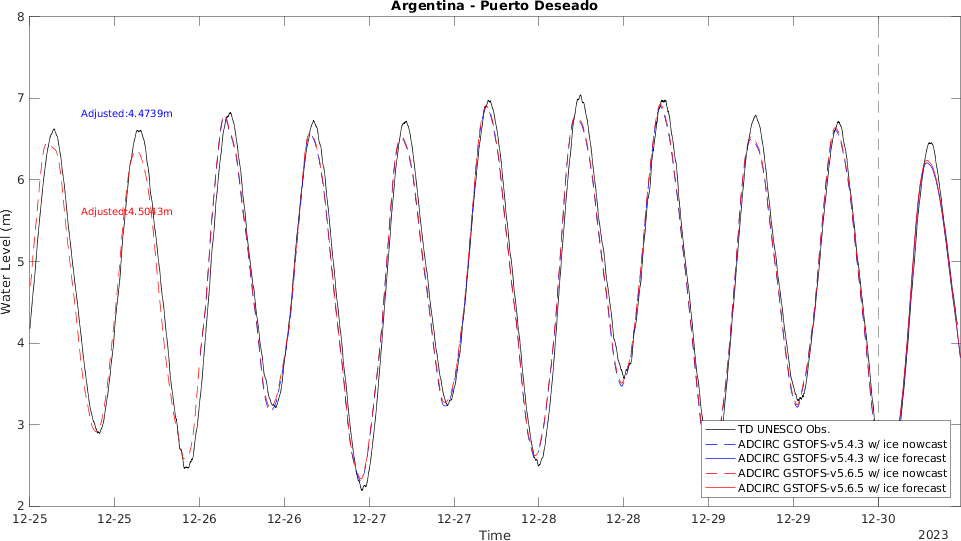 Argentina - Puerto Deseado
8
7
6
5
4
3
2
Water Level (m)
Adjusted:4.4739m
Adjusted:4.5043m
TD UNESCO Obs.
ADCIRC GSTOFS-v5.4.3 w/ ice nowcast
ADCIRC GSTOFS-v5.4.3 w/ ice forecast
ADCIRC GSTOFS-v5.6.5 w/ ice nowcast
ADCIRC GSTOFS-v5.6.5 w/ ice forecast
12-25 12-25 12-26 12-26 12-27 12-27 12-28 12-28 12-29 12-29 12-30
Time
2023